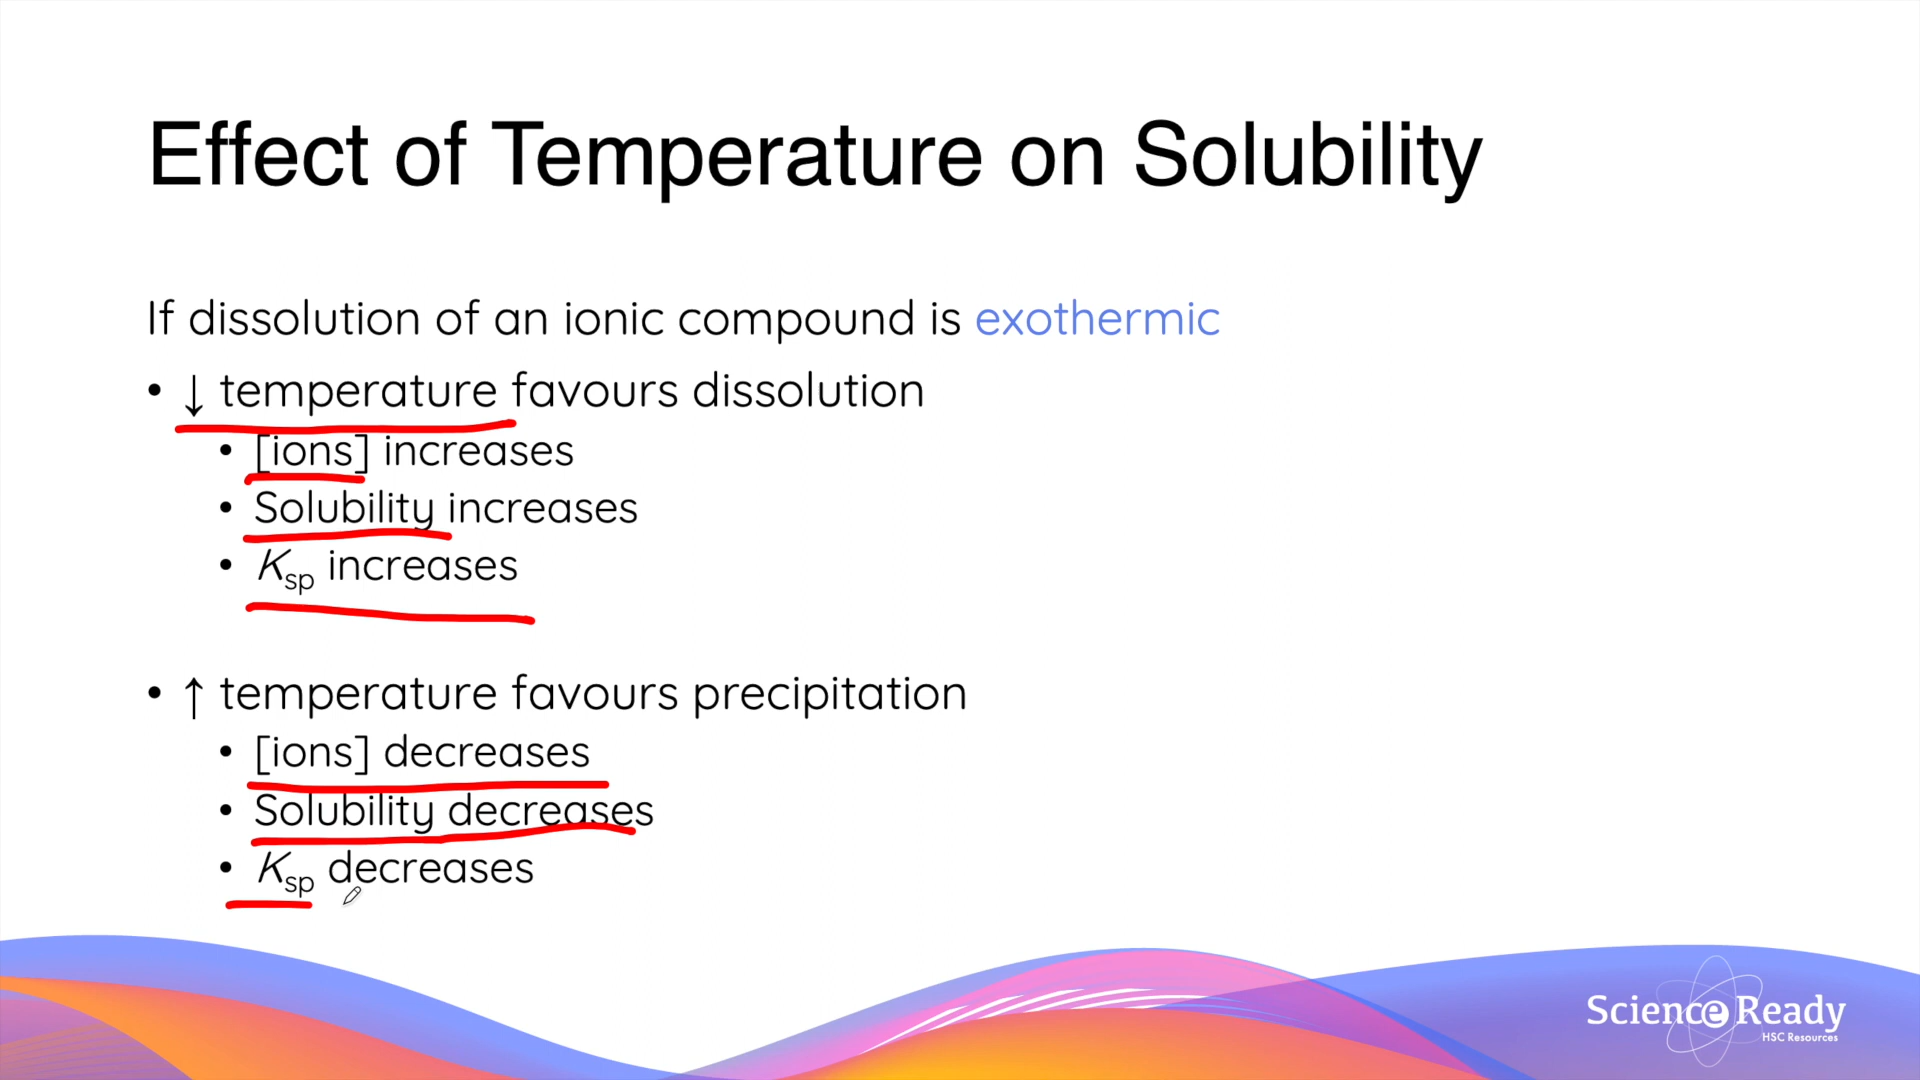 Effect of Temperature on Solubility
If dissolution of an ionic compound is exothermic
• ↓ temperature favours dissolution
• [ions] increases
• Solubility increases
• Ksp increases
• ↑ temperature favours precipitation
• [ions] decreases
• Solubility decreases
• Ksp decreases
Science Ready
HSC Resources